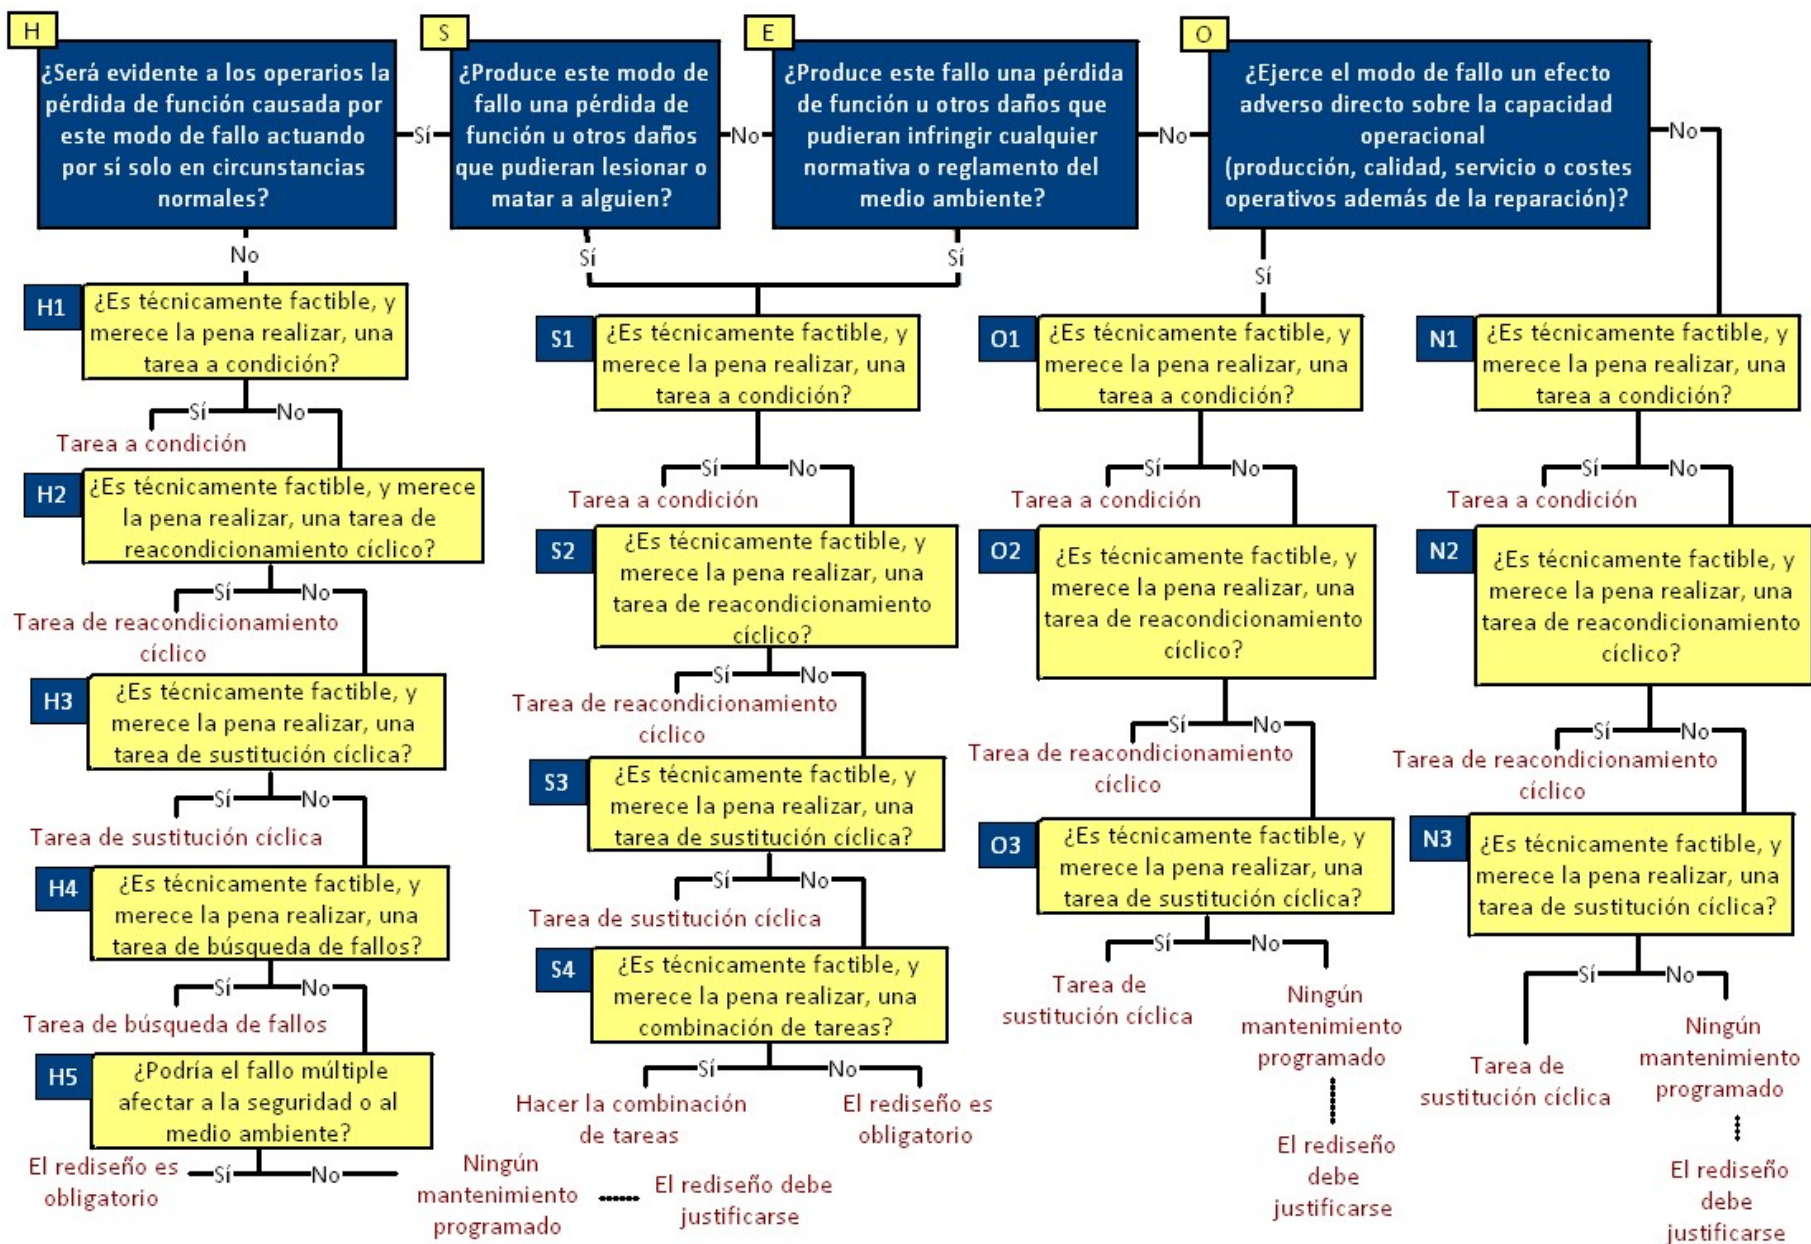 H
¿Será evidente a los operarios la
pérdida de función causada por
este modo de fallo actuando
por sí solo en circunstancias
normales?
Sí
No
S
¿Produce este modo de
fallo una pérdida de
función u otros daños
que pudieran lesionar o
matar a alguien?
No
Sí
E
¿Produce este fallo una pérdida
de función u otros daños que
pudieran infringir cualquier
normativa o reglamento del
medio ambiente?
No
Sí
O
¿Ejerce el modo de fallo un efecto
adverso directo sobre la capacidad
operacional
(producción, calidad, servicio o costes
operativos además de la reparación)?
No
Sí
H1
¿Es técnicamente factible, y
merece la pena realizar, una
tarea a condición?
Sí
No
Tarea a condición
H2
¿Es técnicamente factible, y merece
la pena realizar, una tarea de
reacondicionamiento cíclico?
Sí
No
Tarea de reacondicionamiento
cíclico
H3
¿Es técnicamente factible, y
merece la pena realizar, una
tarea de sustitución cíclica?
Sí
No
Tarea de sustitución cíclica
H4
¿Es técnicamente factible, y
merece la pena realizar, una
tarea de búsqueda de fallos?
Sí
No
Tarea de búsqueda de fallos
H5
¿Podría el fallo múltiple
afectar a la seguridad o al
medio ambiente?
El rediseño es
obligatorio
Sí
No
Ningún
mantenimiento
programado
El rediseño debe
justificarse
S1
¿Es técnicamente factible, y
merece la pena realizar, una
tarea a condición?
Sí
No
Tarea a condición
S2
¿Es técnicamente factible, y
merece la pena realizar, una
tarea de reacondicionamiento
cíclico?
Sí
No
Tarea de reacondicionamiento
cíclico
S3
¿Es técnicamente factible, y
merece la pena realizar, una
tarea de sustitución cíclica?
Sí
No
Tarea de sustitución cíclica
S4
¿Es técnicamente factible, y
merece la pena realizar, una
combinación de tareas?
Sí
No
Hacer la combinación
de tareas
El rediseño es
obligatorio
O1
¿Es técnicamente factible, y
merece la pena realizar, una
tarea a condición?
Sí
No
Tarea a condición
O2
¿Es técnicamente factible, y
merece la pena realizar, una
tarea de reacondicionamiento
cíclico?
Sí
No
Tarea de reacondicionamiento
cíclico
O3
¿Es técnicamente factible, y
merece la pena realizar, una
tarea de sustitución cíclica?
Sí
No
Tarea de
sustitución cíclica
Ningún
mantenimiento
programado
El rediseño
debe
justificarse
N1
¿Es técnicamente factible, y
merece la pena realizar, una
tarea a condición?
Sí
No
Tarea a condición
N2
¿Es técnicamente factible, y
merece la pena realizar, una
tarea de reacondicionamiento
cíclico?
Sí
No
Tarea de reacondicionamiento
cíclico
N3
¿Es técnicamente factible, y
merece la pena realizar, una
tarea de sustitución cíclica?
Sí
No
Tarea de
sustitución cíclica
Ningún
mantenimiento
programado
El rediseño
debe
justificarse